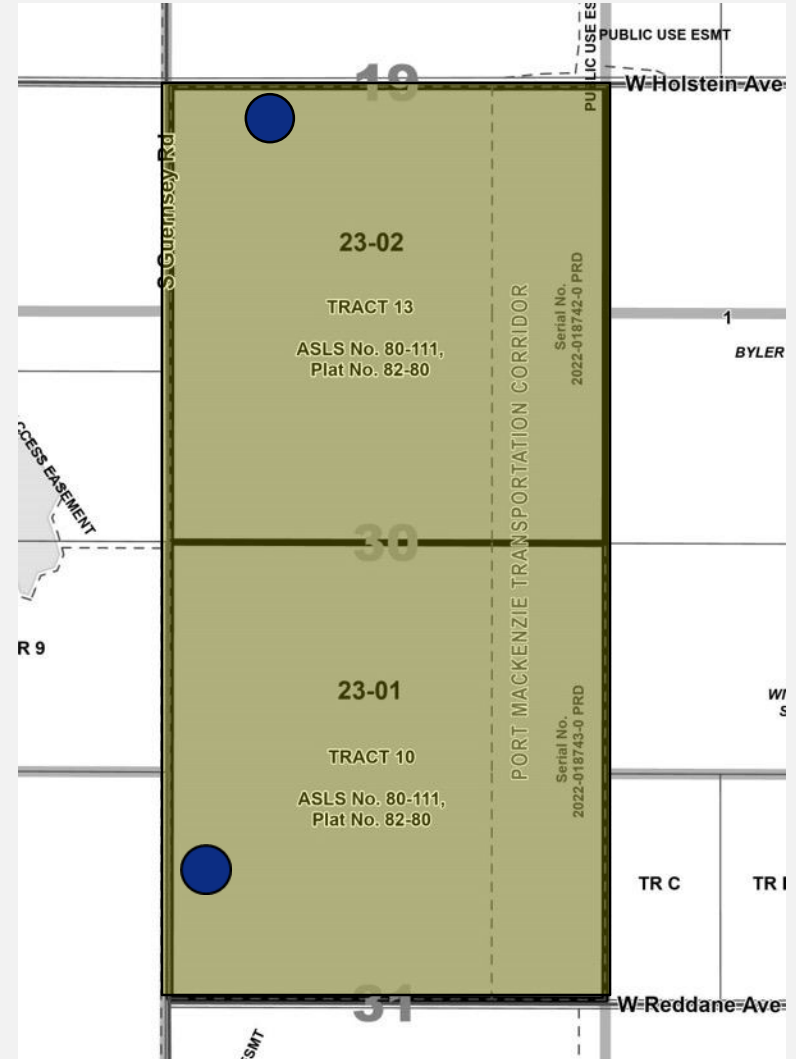 PUBLIC USE ES
PUBLIC USE ESMT
19
W Holstein Ave
S Guernsey Rd
23-02
TRACT 13
ASLS No. 80-111,
Plat No. 82-80
Serial No.
2022-018742-0 PRD
PORT MACKENZIE TRANSPORTATION CORRIDOR
1
BYLER
CCESS EASEMENT
30
R 9
23-01
TRACT 10
ASLS No. 80-111,
Plat No. 82-80
Serial No.
2022-018743-0 PRD
TR C
TR
31
W Reddane Ave
SMT